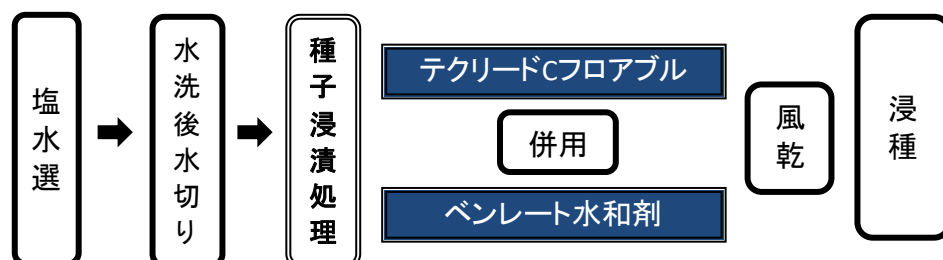 塩水選
水洗後水切り
種子浸漬処理
テクリードCフロアブル
併用
ベンレート水和剤
風乾
浸種